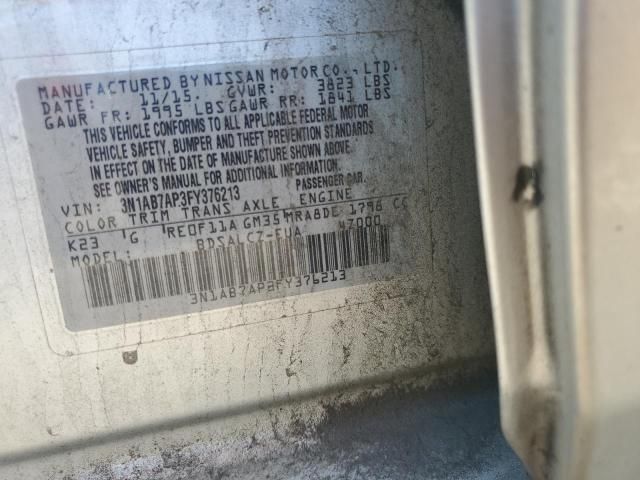 MANUFACTURED BY NISSAN MOTOR CO., LTD.
DATE: 11/15. GVWR: 3823 LBS
GAWR FR: 1995 LBS GAWR RR: 1841 LBS
THIS VEHICLE CONFORMS TO ALL APPLICABLE FEDERAL MOTOR
VEHICLE SAFETY, BUMPER AND THEFT PREVENTION STANDARDS
IN EFFECT ON THE DATE OF MANUFACTURE SHOWN ABOVE.
SEE OWNER'S MANUAL FOR ADDITIONAL INFORMATION.
VIN: 3N1AB7AP3FY376213 PASSENGER CAR.
COLOR TRIM TRANS AXLE ENGINE
K23 G RE0F11A GM35 MRA8DE 1798 CC
BDSALCZ-EUA WZ000
3N1AB7AP3FY376213